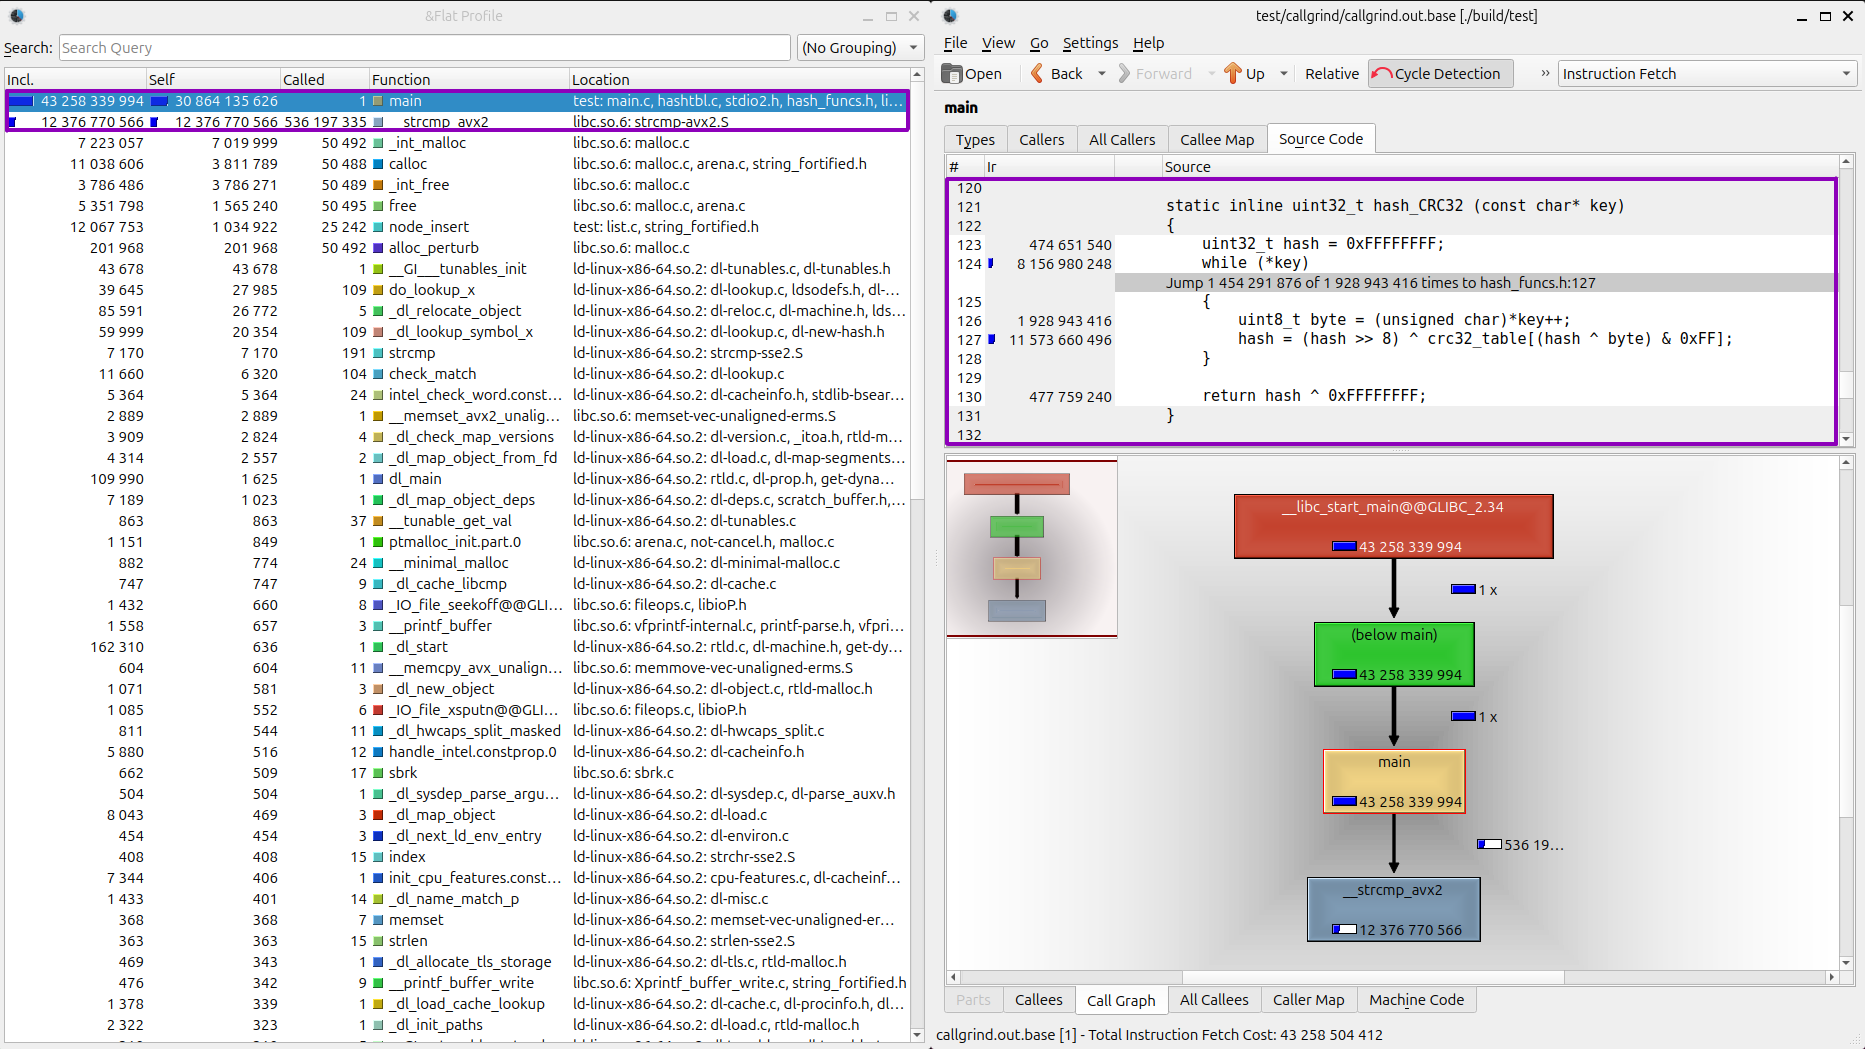 &Flat Profile
Search: Search Query (No Grouping)
Incl. Self Called Function Location
43 258 339 994 30 864 135 626 1 main test: main.c, hashtbl.c, stdio2.h, hash_funcs.h, li...
12 376 770 566 12 376 770 566 536 197 335 __strcmp_avx2 libc.so.6: strcmp-avx2.S
7 223 057 7 019 999 50 492 _int_malloc libc.so.6: malloc.c
11 038 606 3 811 789 50 488 calloc libc.so.6: malloc.c, arena.c, string_fortified.h
3 786 486 3 786 271 50 489 _int_free libc.so.6: malloc.c
5 351 798 1 565 240 50 495 free libc.so.6: malloc.c, arena.c
12 067 753 1 034 922 25 242 node_insert test: list.c, string_fortified.h
201 968 201 968 50 492 alloc_perturb libc.so.6: malloc.c
43 678 43 678 1 __GI___tunables_init ld-linux-x86-64.so.2: dl-tunables.c, dl-tunables.h
39 645 27 985 109 do_lookup_x ld-linux-x86-64.so.2: dl-lookup.c, ldsodefs.h, dl-...
85 591 26 772 5 _dl_relocate_object ld-linux-x86-64.so.2: dl-reloc.c, dl-machine.h, lds...
59 999 20 354 109 _dl_lookup_symbol_x ld-linux-x86-64.so.2: dl-lookup.c, dl-new-hash.h
7 170 7 170 191 strcmp ld-linux-x86-64.so.2: strcmp-sse2.S
11 660 6 320 104 check_match ld-linux-x86-64.so.2: dl-lookup.c
5 364 5 364 24 intel_check_word.const... ld-linux-x86-64.so.2: dl-cacheinfo.h, stdlib-bsear...
2 889 2 889 1 __memset_avx2_unalig... libc.so.6: memset-vec-unaligned-erms.S
3 909 2 824 4 _dl_check_map_versions ld-linux-x86-64.so.2: dl-version.c, _itoa.h, rtld-m...
4 314 2 557 2 _dl_map_object_from_fd ld-linux-x86-64.so.2: dl-load.c, dl-map-segments...
109 990 1 625 1 dl_main ld-linux-x86-64.so.2: rtld.c, dl-prop.h, get-dyna...
7 189 1 023 1 _dl_map_object_deps ld-linux-x86-64.so.2: dl-deps.c, scratch_buffer.h,...
863 863 37 __tunable_get_val ld-linux-x86-64.so.2: dl-tunables.c
1 151 849 1 ptmalloc_init.part.0 libc.so.6: arena.c, not-cancel.h, malloc.c
882 774 24 __minimal_malloc ld-linux-x86-64.so.2: dl-minimal-malloc.c
747 747 9 _dl_cache_libcmp ld-linux-x86-64.so.2: dl-cache.c
1 432 660 8 _IO_file_seekoff@@GLI... libc.so.6: fileops.c, libioP.h
1 558 657 3 __printf_buffer libc.so.6: vfprintf-internal.c, printf-parse.h, vfpri...
162 310 636 1 _dl_start ld-linux-x86-64.so.2: rtld.c, dl-machine.h, get-dy...
604 604 11 __memcpy_avx_unalign... libc.so.6: memmove-vec-unaligned-erms.S
1 071 581 3 _dl_new_object ld-linux-x86-64.so.2: dl-object.c, rtld-malloc.h
1 085 552 6 _IO_file_xsputn@@GLI... libc.so.6: fileops.c, libioP.h
811 544 11 _dl_hwcaps_split_masked ld-linux-x86-64.so.2: dl-hwcaps_split.c
5 880 516 12 handle_intel.constprop.0 ld-linux-x86-64.so.2: dl-cacheinfo.h
662 509 17 sbrk libc.so.6: sbrk.c
504 504 1 _dl_sysdep_parse_argu... ld-linux-x86-64.so.2: dl-sysdep.c, dl-parse_auxv.h
8 043 469 3 _dl_map_object ld-linux-x86-64.so.2: dl-load.c
454 454 3 _dl_next_ld_env_entry ld-linux-x86-64.so.2: dl-environ.c
408 408 15 index ld-linux-x86-64.so.2: strchr-sse2.S
7 344 406 1 init_cpu_features.const... ld-linux-x86-64.so.2: cpu-features.c, dl-cacheinf...
1 433 401 14 _dl_name_match_p ld-linux-x86-64.so.2: dl-misc.c
368 368 7 memset ld-linux-x86-64.so.2: memset-vec-unaligned-er...
363 363 15 strlen ld-linux-x86-64.so.2: strlen-sse2.S
469 343 1 _dl_allocate_tls_storage ld-linux-x86-64.so.2: dl-tls.c, rtld-malloc.h
476 342 9 __printf_buffer_write libc.so.6: Xprintf_buffer_write.c, string_fortified.h
1 378 339 1 _dl_load_cache_lookup ld-linux-x86-64.so.2: dl-cache.c, dl-procinfo.h, dl...
2 322 323 1 _dl_init_paths ld-linux-x86-64.so.2: dl-load.c, rtld-malloc.h
test/callgrind/callgrind.out.base [./build/test]
File View Go Settings Help
Open Back Forward Up Relative Cycle Detection » Instruction Fetch
main
Types Callers All Callers Callee Map Source Code
# Ir Source
120
121 static inline uint32_t hash_CRC32 (const char* key)
122 {
123 474 651 540 uint32_t hash = 0xFFFFFFFF;
124 8 156 980 248 while (*key)
Jump 1 454 291 876 of 1 928 943 416 times to hash_funcs.h:127
125 {
126 1 928 943 416 uint8_t byte = (unsigned char)*key++;
127 11 573 660 496 hash = (hash >> 8) ^ crc32_table[(hash ^ byte) & 0xFF];
128 }
129
130 477 759 240 return hash ^ 0xFFFFFFFF;
131 }
132
__libc_start_main@@GLIBC_2.34
43 258 339 994
1 x
(below main)
43 258 339 994
1 x
main
43 258 339 994
536 19...
__strcmp_avx2
12 376 770 566
Parts Callees Call Graph All Callees Caller Map Machine Code
callgrind.out.base [1] - Total Instruction Fetch Cost: 43 258 504 412